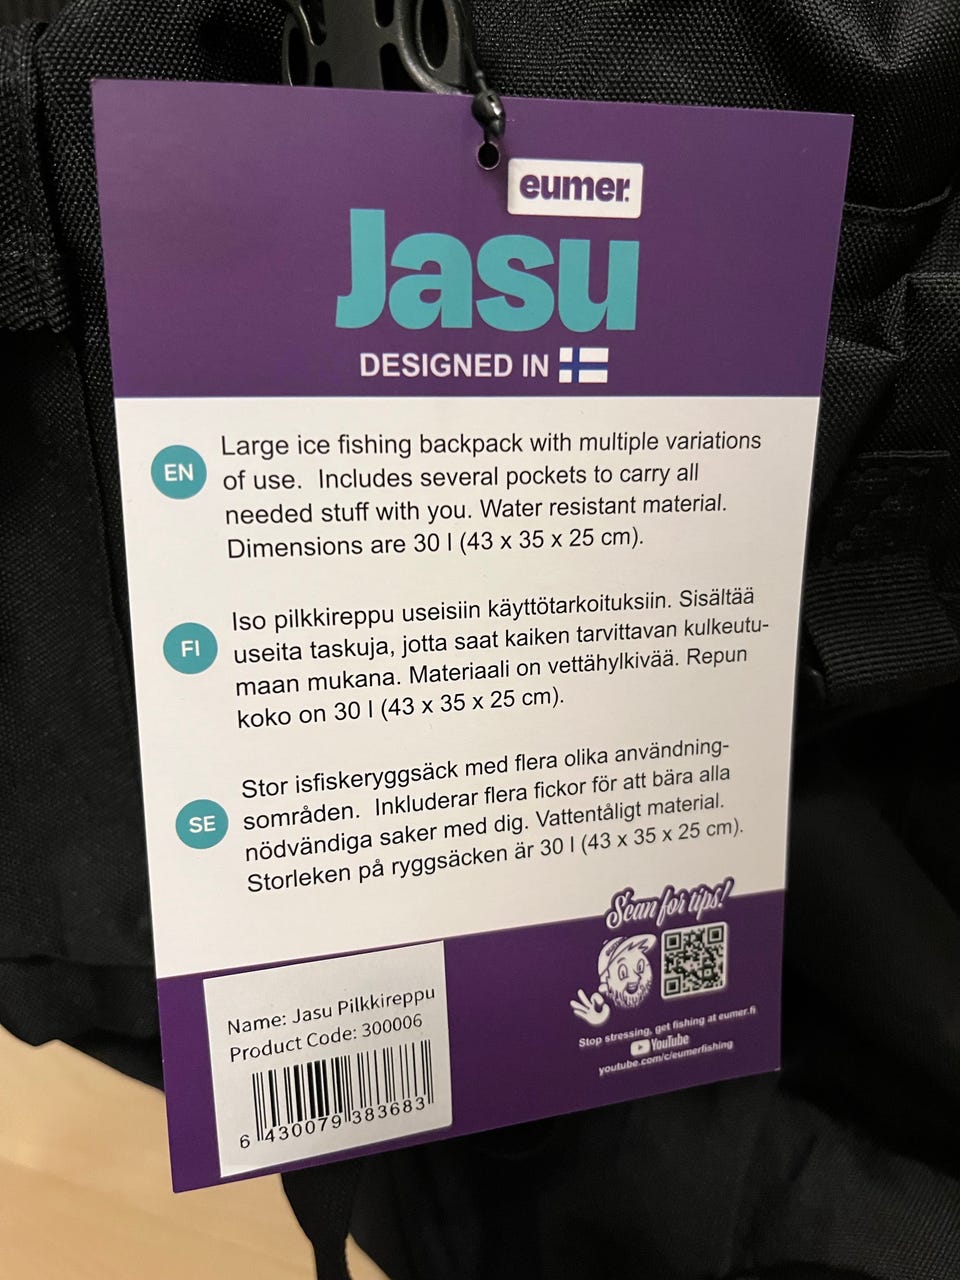 eumer.
Jasu
DESIGNED IN
EN
Large ice fishing backpack with multiple variations
of use. Includes several pockets to carry all
needed stuff with you. Water resistant material.
Dimensions are 30 l (43 x 35 x 25 cm).
FI
Iso pilkkireppu useisiin käyttötarkoituksiin. Sisältää
useita taskuja, jotta saat kaiken tarvittavan kulkeutu-
maan mukana. Materiaali on vettähylkivää. Repun
koko on 30 l (43 x 35 x 25 cm).
SE
Stor isfiskeryggsäck med flera olika användning-
sområden. Inkluderar flera fickor för att bära alla
nödvändiga saker med dig. Vattentåligt material.
Storleken på ryggsäcken är 30 l (43 x 35 x 25 cm).
Scan for tips!
Stop stressing, get fishing at eumer.fi
YouTube
youtube.com/c/eumerfishing
Name: Jasu Pilkkireppu
Product Code: 300006
6 430079 383683